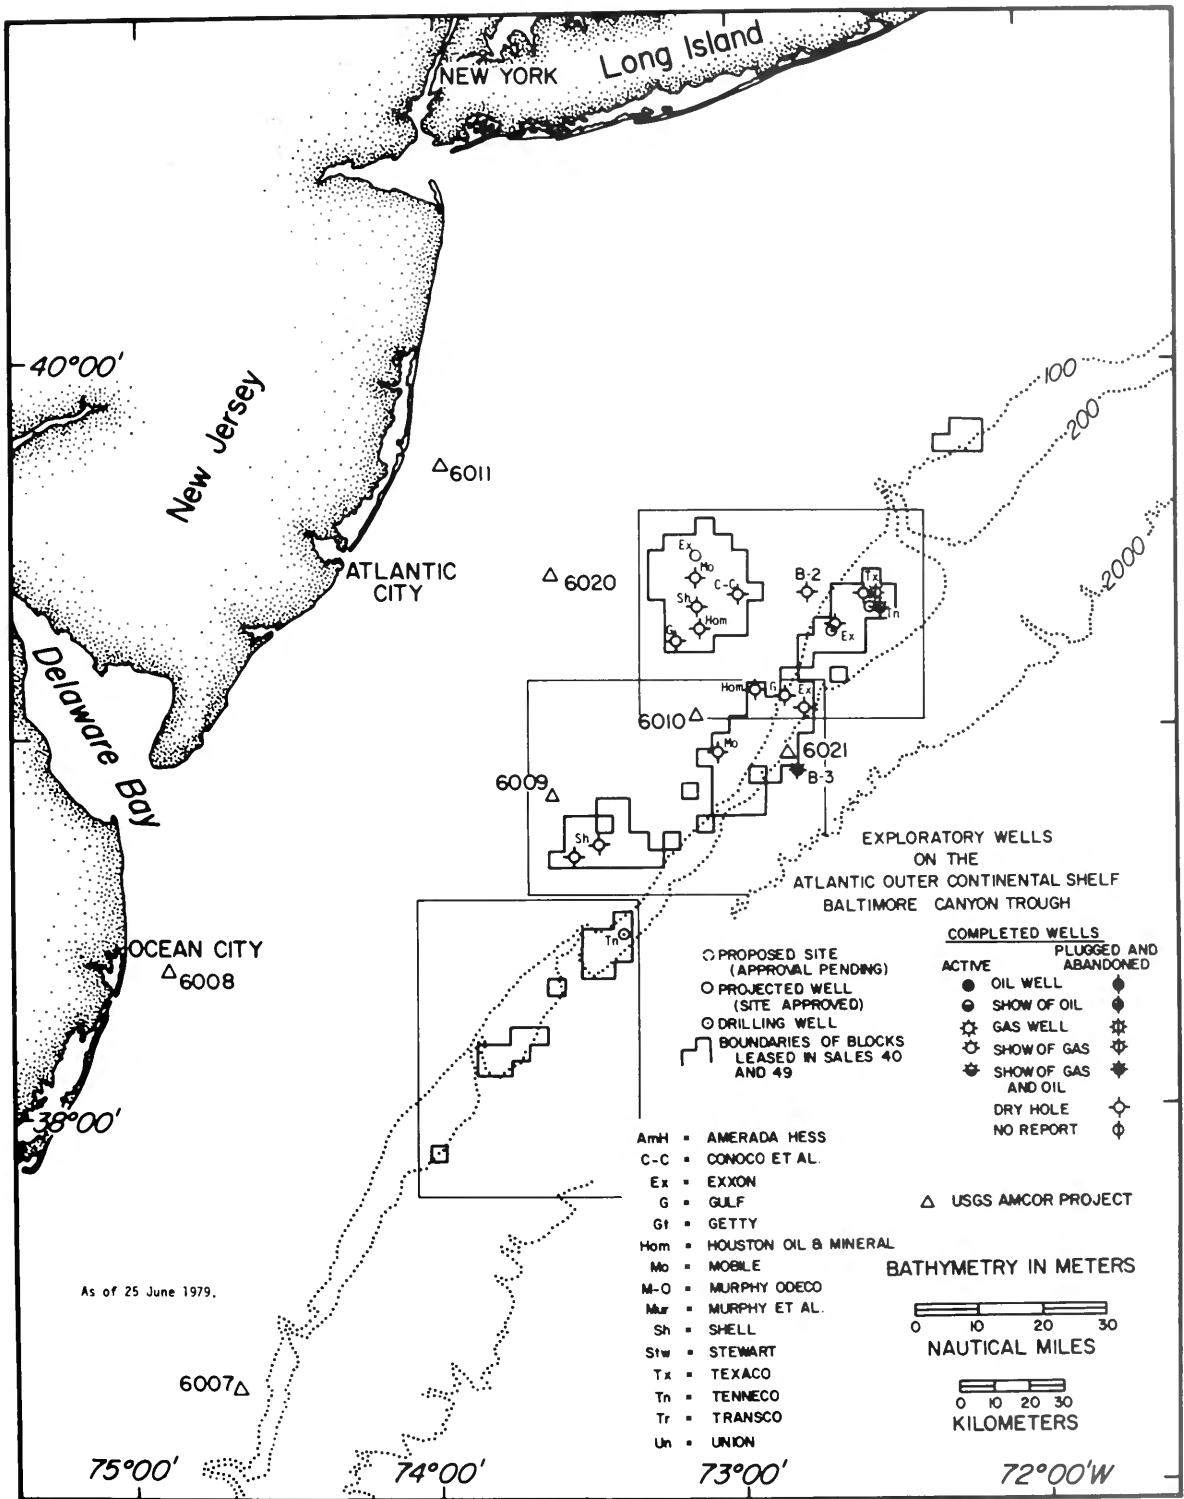 NEW YORK
Long Island
40°00'
New Jersey
100
200
2000
6011
ATLANTIC
CITY
6020
Ex
Mo
C-C
Sh
Hom
G
B-2
Tx
Tn
Ex
Delaware Bay
Hom
G
Ex
6010
Mo
6021
B-3
6009
Sh
EXPLORATORY WELLS
ON THE
ATLANTIC OUTER CONTINENTAL SHELF
BALTIMORE CANYON TROUGH
OCEAN CITY
6008
Tn
PROPOSED SITE
(APPROVAL PENDING)
PROJECTED WELL
(SITE APPROVED)
DRILLING WELL
BOUNDARIES OF BLOCKS
LEASED IN SALES 40
AND 49
COMPLETED WELLS
PLUGGED AND
ACTIVE ABANDONED
OIL WELL
SHOW OF OIL
GAS WELL
SHOW OF GAS
SHOW OF GAS
AND OIL
DRY HOLE
NO REPORT
38°00'
AmH = AMERADA HESS
C-C = CONOCO ET AL.
Ex = EXXON
G = GULF
Gt = GETTY
Hom = HOUSTON OIL & MINERAL
Mo = MOBILE
M-O = MURPHY ODECO
Mur = MURPHY ET AL.
Sh = SHELL
Stw = STEWART
Tx = TEXACO
Tn = TENNECO
Tr = TRANSCO
Un = UNION
USGS AMCOR PROJECT
BATHYMETRY IN METERS
0 10 20 30
NAUTICAL MILES
0 10 20 30
KILOMETERS
As of 25 June 1979.
6007
75°00' 74°00' 73°00' 72°00'W